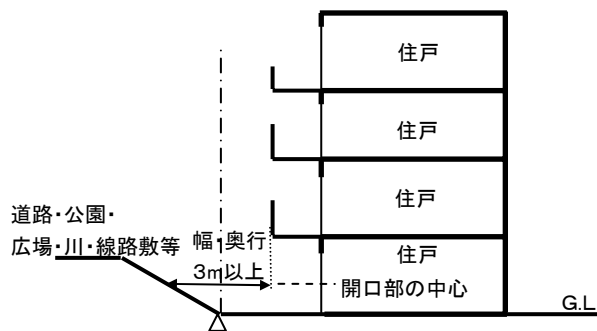 住戸
住戸
住戸
住戸
道路・公園・
広場・川・線路敷等
幅・奥行
3m以上
開口部の中心
G.L